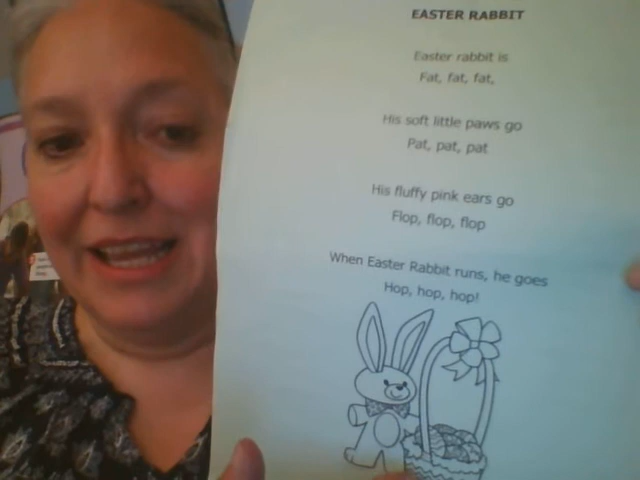 EASTER RABBIT
Easter rabbit is
Fat, fat, fat,
His soft little paws go
Pat, pat, pat
His fluffy pink ears go
Flop, flop, flop
When Easter Rabbit runs, he goes
Hop, hop, hop!